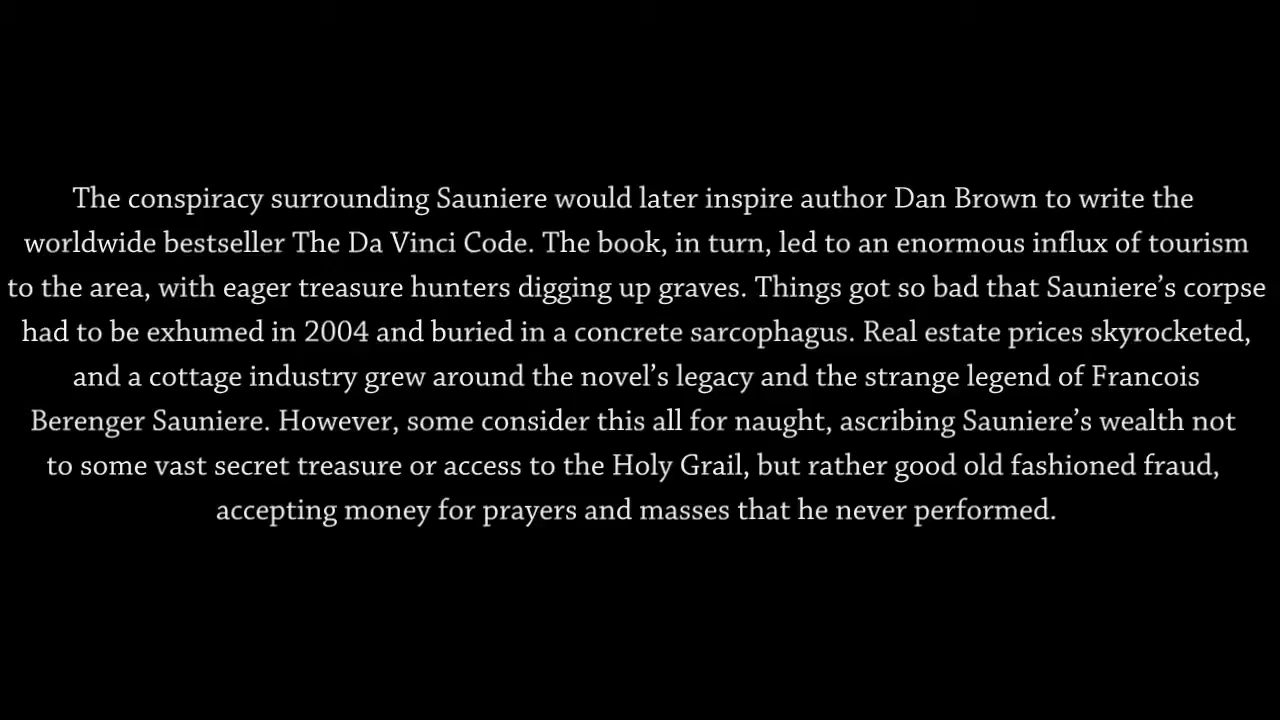 The conspiracy surrounding Sauniere would later inspire author Dan Brown to write the
worldwide bestseller The Da Vinci Code. The book, in turn, led to an enormous influx of tourism
to the area, with eager treasure hunters digging up graves. Things got so bad that Sauniere’s corpse
had to be exhumed in 2004 and buried in a concrete sarcophagus. Real estate prices skyrocketed,
and a cottage industry grew around the novel’s legacy and the strange legend of Francois
Berenger Sauniere. However, some consider this all for naught, ascribing Sauniere’s wealth not
to some vast secret treasure or access to the Holy Grail, but rather good old fashioned fraud,
accepting money for prayers and masses that he never performed.